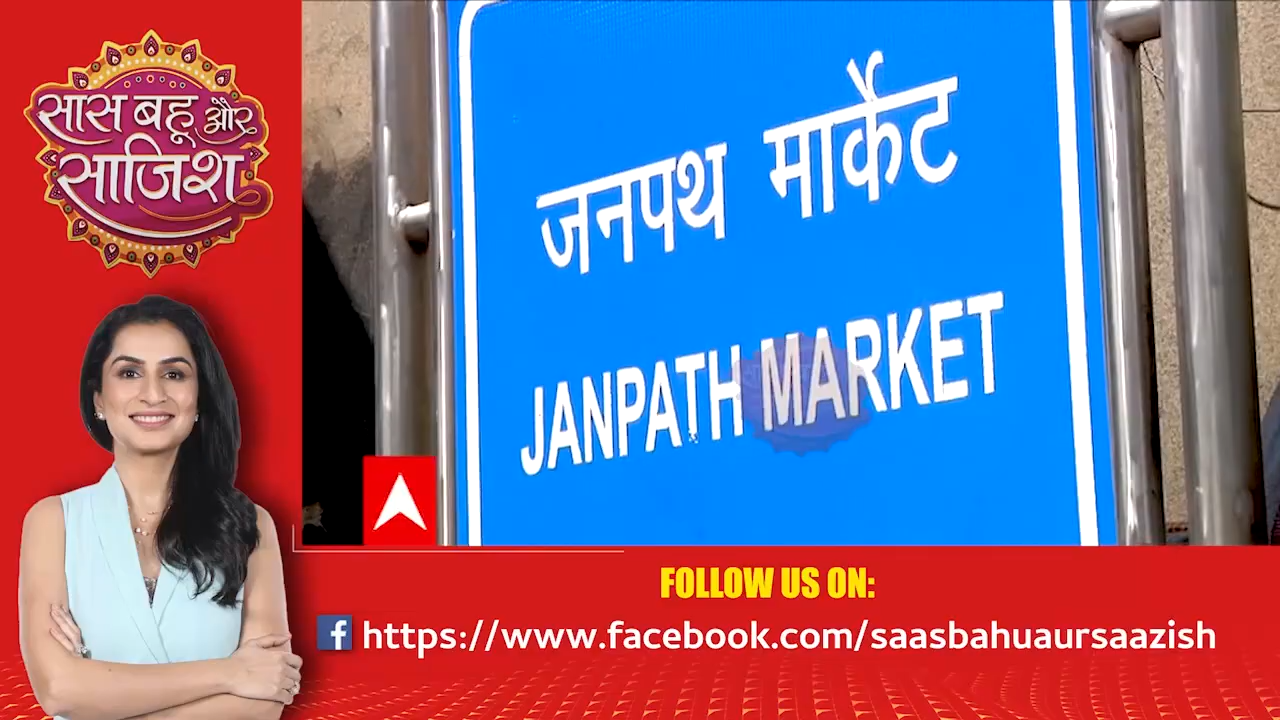 सास बहू और
साजिश
जनपथ मार्केट
JANPATH MARKET
FOLLOW US ON:
f https://www.facebook.com/saasbahuaursaazish